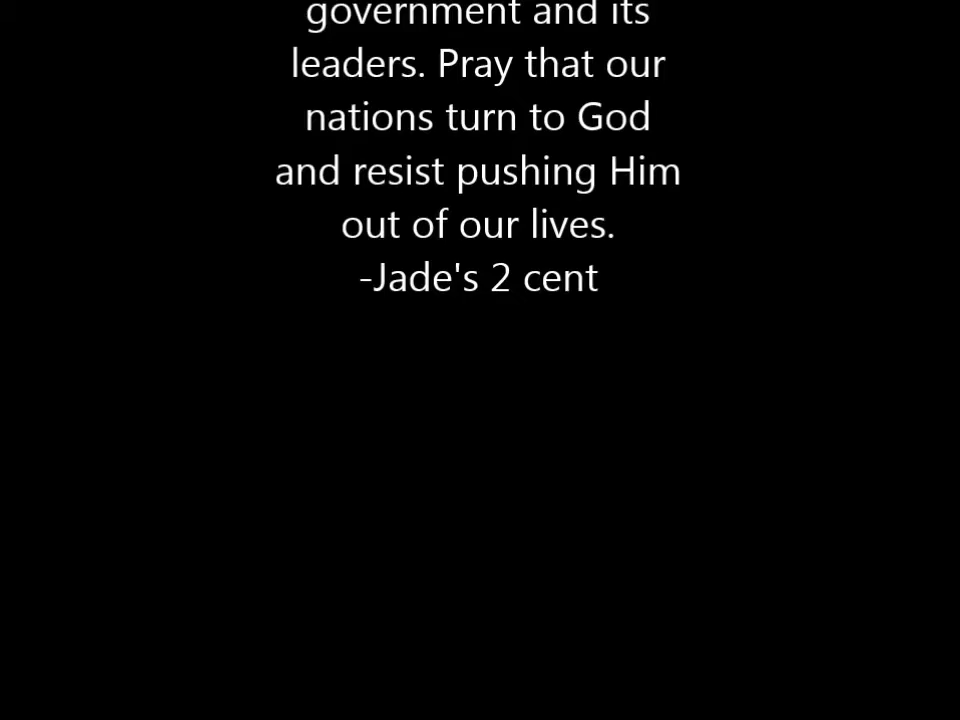 government and its
leaders. Pray that our
nations turn to God
and resist pushing Him
out of our lives.
-Jade's 2 cent